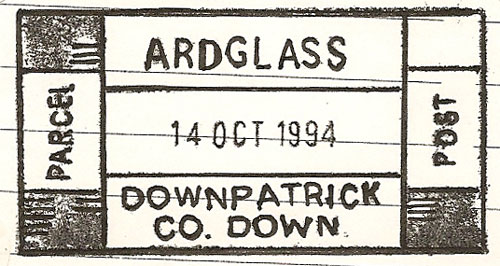 ARDGLASS
PARCEL
14 OCT 1994
POST
DOWNPATRICK
CO. DOWN